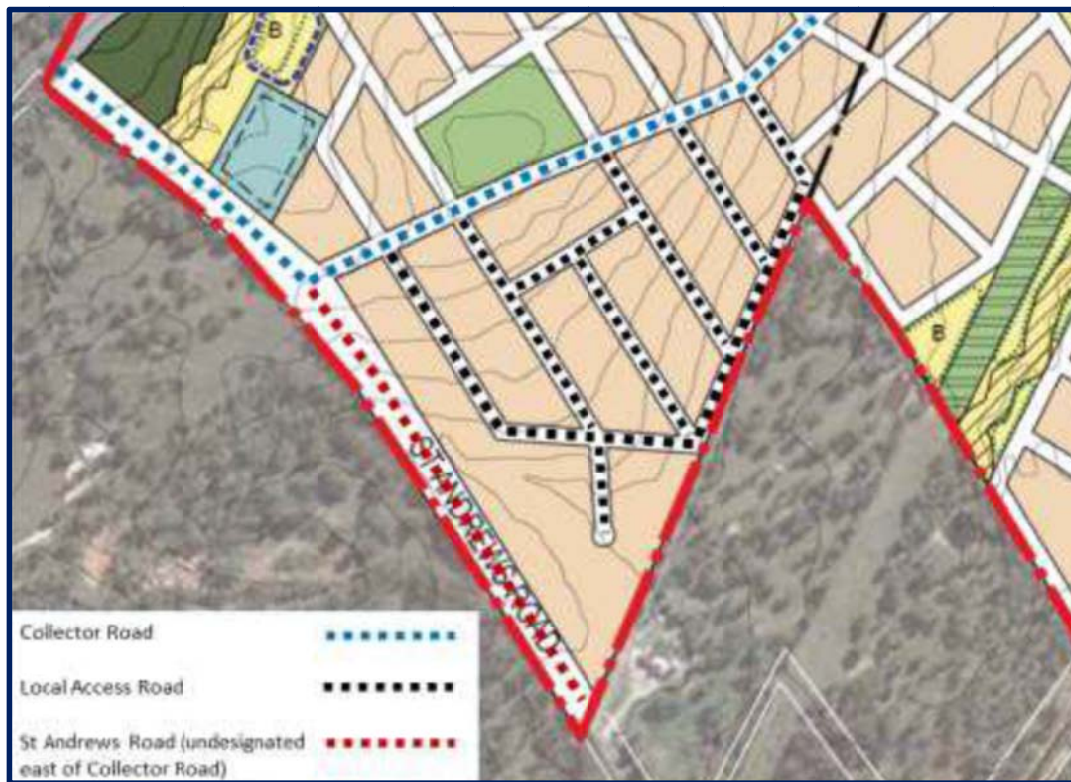 B
B
ST ANDREWS ROAD
Collector Road
Local Access Road
St Andrews Road (undesignated
east of Collector Road)